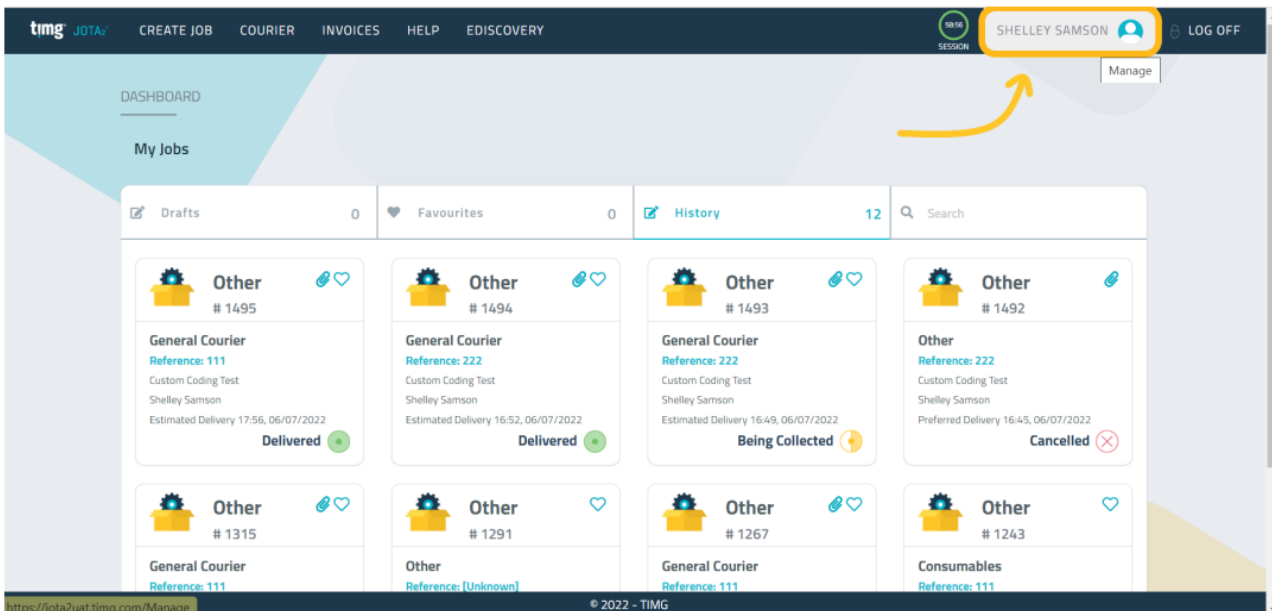 timg JOTA2 CREATE JOB COURIER INVOICES HELP EDISCOVERY 58:56 SHELLEY SAMSON LOG OFF
SESSION
Manage
DASHBOARD
My Jobs
Drafts 0 Favourites 0 History 12 Search
Other Other Other Other
# 1495 # 1494 # 1493 # 1492
General Courier General Courier General Courier Other
Reference: 111 Reference: 222 Reference: 222 Reference: 222
Custom Coding Test Custom Coding Test Custom Coding Test Custom Coding Test
Shelley Samson Shelley Samson Shelley Samson Shelley Samson
Estimated Delivery 17:56, 06/07/2022 Estimated Delivery 16:52, 06/07/2022 Estimated Delivery 16:49, 06/07/2022 Preferred Delivery 16:45, 06/07/2022
Delivered Delivered Being Collected Cancelled
Other Other Other Other
# 1315 # 1291 # 1267 # 1243
General Courier Other General Courier Consumables
Reference: 111 Reference: [Unknown] Reference: 111 Reference: 111
© 2022 - TIMG
https://jota2uat.timg.com/Manage